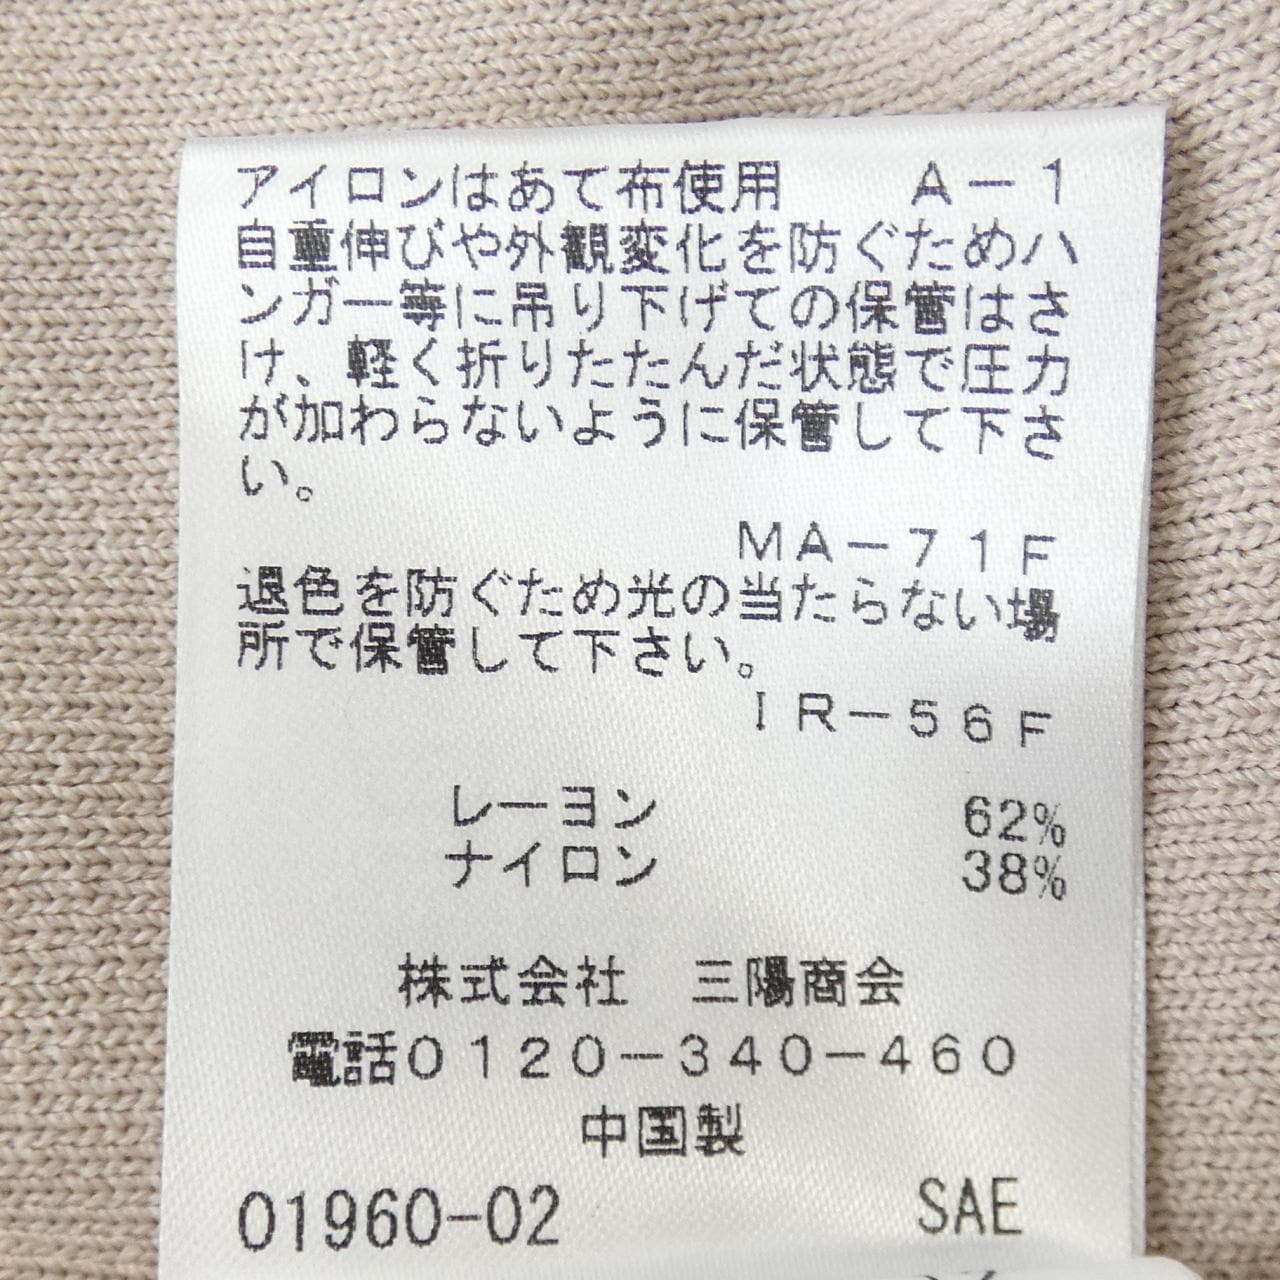 アイロンはあて布使用　Ａ－１
自重伸びや外観変化を防ぐためハ
ンガー等に吊り下げての保管はさ
け、軽く折りたたんだ状態で圧力
が加わらないように保管して下さ
い。
ＭＡ－７１Ｆ
退色を防ぐため光の当たらない場
所で保管して下さい。
ＩＲ－５６Ｆ
レーヨン 62%
ナイロン 38%
株式会社　三陽商会
電話０１２０－３４０－４６０
中国製
01960-02 SAE